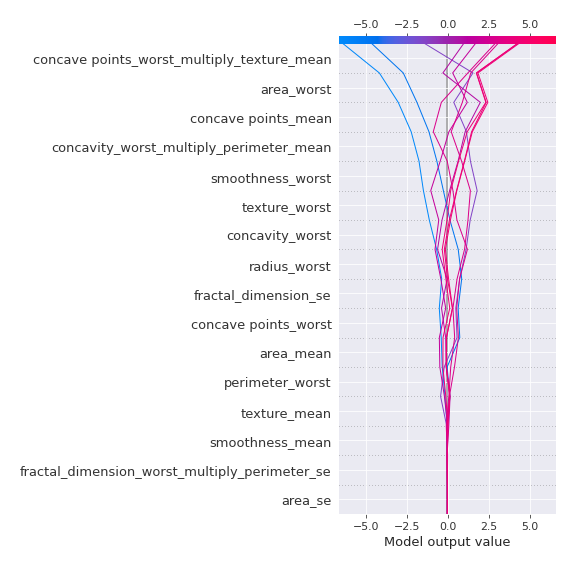 −5.0 −2.5 0.0 2.5 5.0
concave points_worst_multiply_texture_mean
area_worst
concave points_mean
concavity_worst_multiply_perimeter_mean
smoothness_worst
texture_worst
concavity_worst
radius_worst
fractal_dimension_se
concave points_worst
area_mean
perimeter_worst
texture_mean
smoothness_mean
fractal_dimension_worst_multiply_perimeter_se
area_se
−5.0 −2.5 0.0 2.5 5.0
Model output value